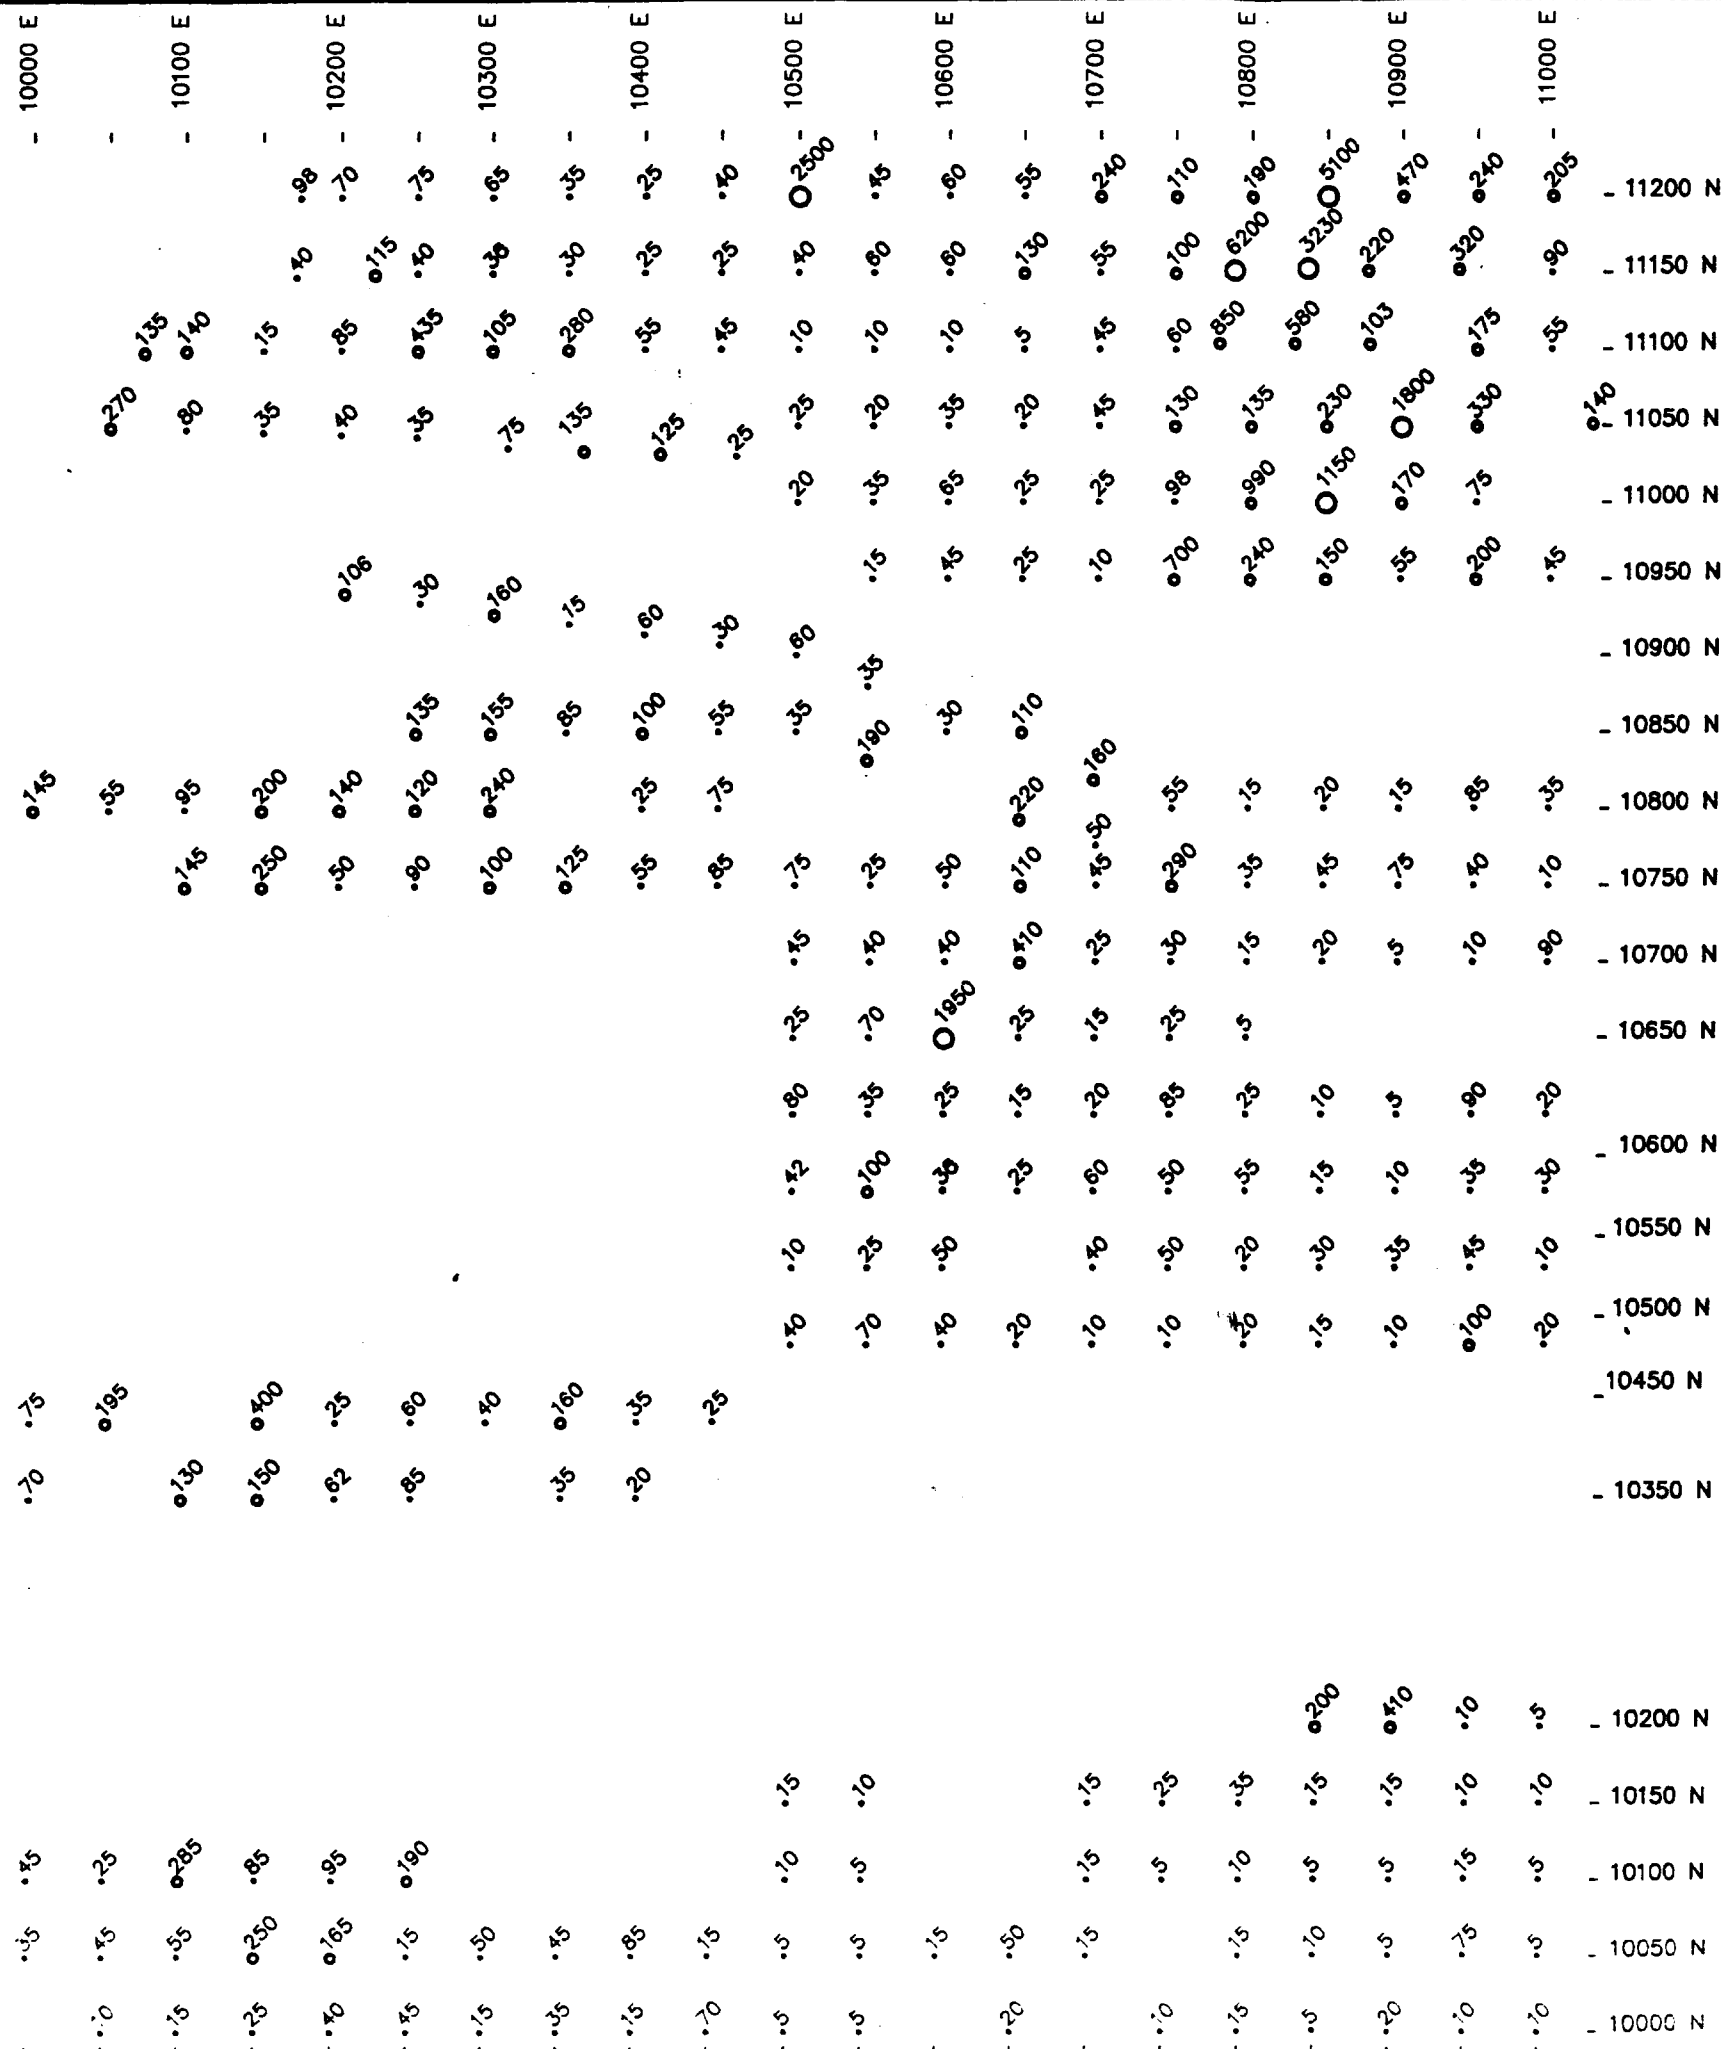 - 10000 E - 10100 E - 10200 E - 10300 E - 10400 E - 10500 E - 10600 E - 10700 E - 10800 E - 10900 E - 11000 E
.98 .70 .75 .65 .35 .25 .40 2500 .45 .60 .55 240 110 190 5100 470 240 205 - 11200 N
.40 115 .40 .38 .30 .25 .25 .40 .80 .60 130 .55 100 6200 3230 220 320 .90 - 11150 N
135 140 .15 .85 435 105 280 .55 .45 .10 .10 .10 .5 .45 .60 850 580 103 175 .55 - 11100 N
270 .80 .35 .40 .35 .75 135 125 .25 .25 .20 .35 .20 .45 130 135 230 1800 330 140 - 11050 N
.20 .35 .65 .25 .25 .98 990 1150 170 .75 - 11000 N
.15 .45 .25 .10 700 240 150 .55 200 .45 - 10950 N
106 .30 160 .15 .60 .30 .60 .35 - 10900 N
135 155 .85 100 .55 .35 190 .30 110 160 - 10850 N
145 .55 .95 200 140 120 240 .25 .75 220 .50 .55 .15 .20 .15 .85 .35 - 10800 N
145 250 .50 .90 100 125 .55 .85 .75 .25 .50 110 .45 290 .35 .45 .75 .40 .10 - 10750 N
.45 .40 .40 410 .25 .30 .15 .20 .5 .10 .90 - 10700 N
.25 .70 1950 .25 .15 .25 .5 - 10650 N
.80 .35 .25 .15 .20 .85 .25 .10 .5 .90 .20
- 10600 N
.42 100 .38 .25 .60 .50 .55 .15 .10 .35 .30
- 10550 N
.10 .25 .50 .40 .50 .20 .30 .35 .45 .10
- 10500 N
.40 .70 .40 .20 .10 .10 .20 .15 .10 100 .20
- 10450 N
.75 195 400 .25 .60 .40 160 .35 .25
.70 130 150 .62 .85 .35 .20 - 10350 N
200 410 .10 .5 - 10200 N
.15 .10 .15 .25 .35 .15 .15 .10 .10 - 10150 N
.45 .25 285 .85 .95 190 .10 .5 .15 .5 .10 .5 .5 .15 .5 - 10100 N
.35 .45 .55 250 165 .15 .50 .45 .85 .15 .5 .5 .15 .50 .15 .15 .10 .5 .75 .5 - 10050 N
.10 .15 .25 .40 .45 .15 .35 .15 .70 .5 .5 .20 .10 .15 .5 .20 .10 .10 - 10000 N